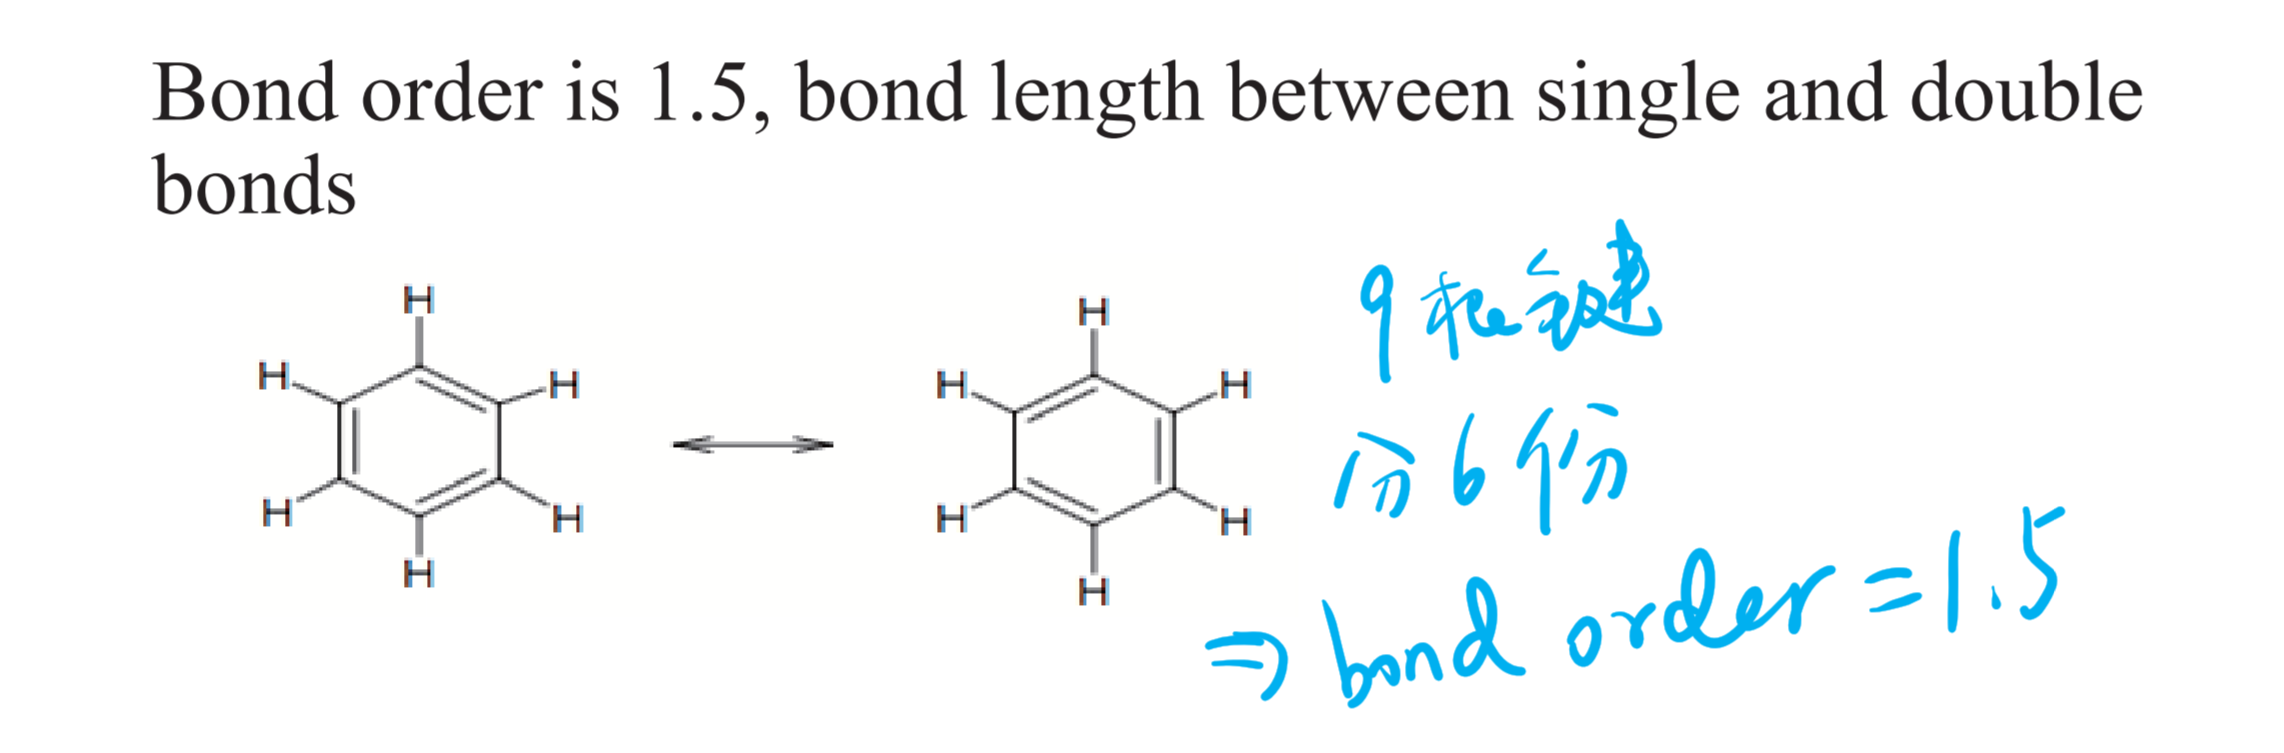 Bond order is 1.5, bond length between single and double
bonds
H
H
H
H
H
H
H
H
H
H
H
H
9根键
分6份
⇒ bond order = 1.5